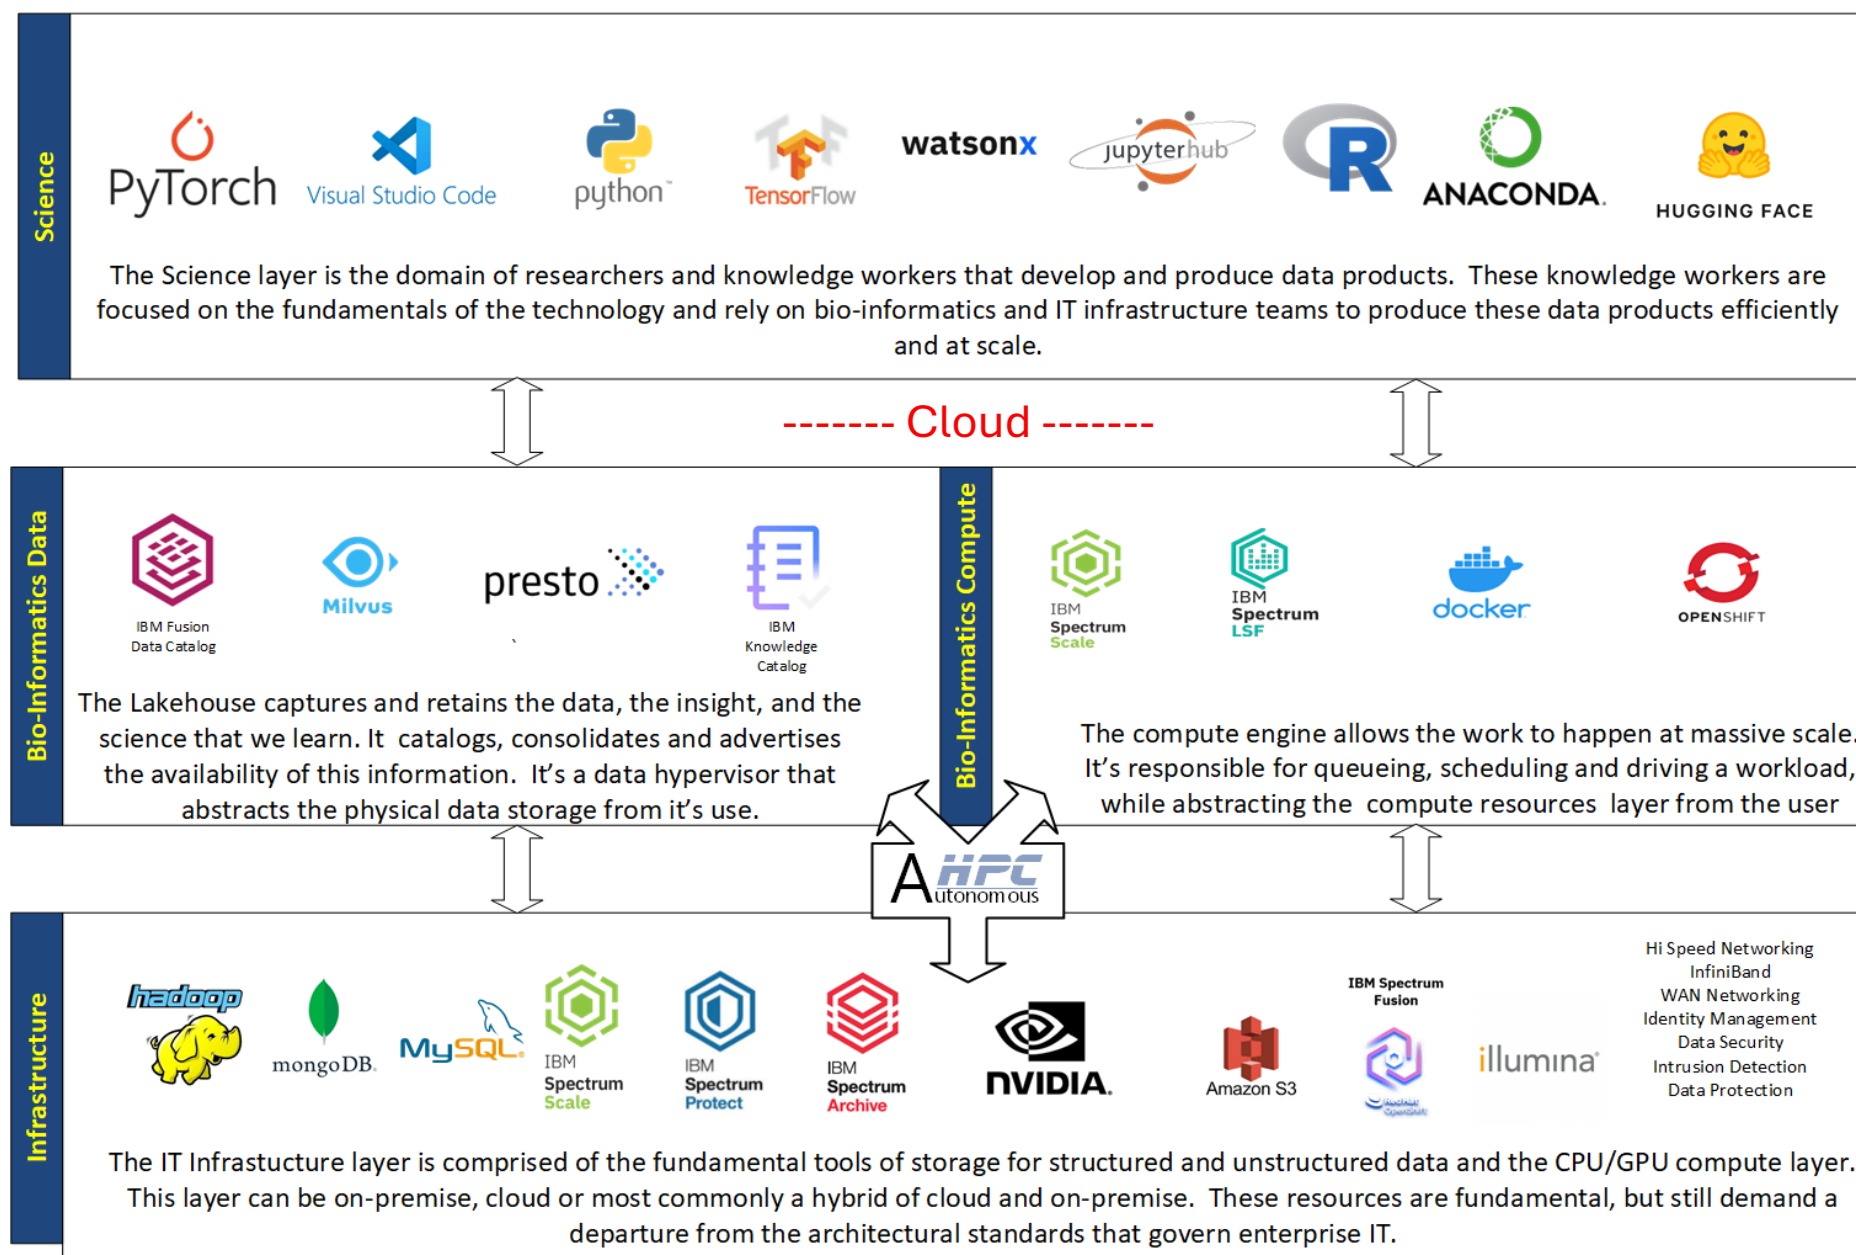 Science
PyTorch
Visual Studio Code
python™
TensorFlow
watsonx
jupyterhub
R
ANACONDA.
HUGGING FACE
The Science layer is the domain of researchers and knowledge workers that develop and produce data products.  These knowledge workers are
focused on the fundamentals of the technology and rely on bio-informatics and IT infrastructure teams to produce these data products efficiently
and at scale.
------- Cloud -------
Bio-Informatics Data
IBM Fusion
Data Catalog
Milvus
presto
IBM
Knowledge
Catalog
The Lakehouse captures and retains the data, the insight, and the
science that we learn. It  catalogs, consolidates and advertises
the availability of this information.  It's a data hypervisor that
abstracts the physical data storage from it's use.
Bio-Informatics Compute
IBM
Spectrum
Scale
IBM
Spectrum
LSF
docker
OPENSHIFT
The compute engine allows the work to happen at massive scale.
It's responsible for queueing, scheduling and driving a workload,
while abstracting the  compute resources  layer from the user
HPC
Autonomous
Infrastructure
hadoop
mongoDB.
MySQL®
IBM
Spectrum
Scale
IBM
Spectrum
Protect
IBM
Spectrum
Archive
NVIDIA.
Amazon S3
IBM Spectrum
Fusion
RedHat
OpenShift
illumina®
Hi Speed Networking
InfiniBand
WAN Networking
Identity Management
Data Security
Intrusion Detection
Data Protection
The IT Infrastucture layer is comprised of the fundamental tools of storage for structured and unstructured data and the CPU/GPU compute layer.
This layer can be on-premise, cloud or most commonly a hybrid of cloud and on-premise.  These resources are fundamental, but still demand a
departure from the architectural standards that govern enterprise IT.